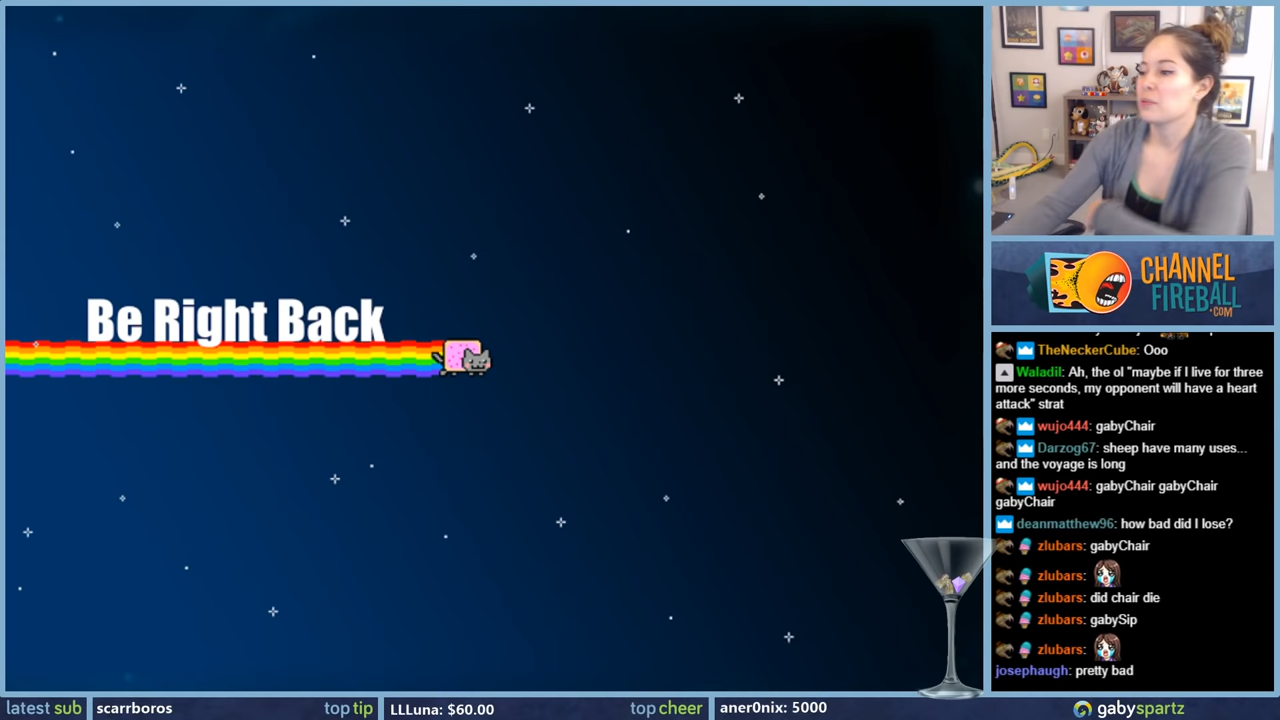 Be Right Back
CHANNEL
FIREBALL
.COM
TheNeckerCube: Ooo
Waladil: Ah, the ol "maybe if I live for three
more seconds, my opponent will have a heart
attack" strat
wujo444: gabyChair
Darzog67: sheep have many uses...
and the voyage is long
wujo444: gabyChair gabyChair
gabyChair
deanmatthew96: how bad did I lose?
zlubars: gabyChair
zlubars:
zlubars: did chair die
zlubars: gabySip
zlubars:
josephaugh: pretty bad
latest sub scarrboros top tip LLLuna: $60.00 top cheer aner0nix: 5000 gabyspartz